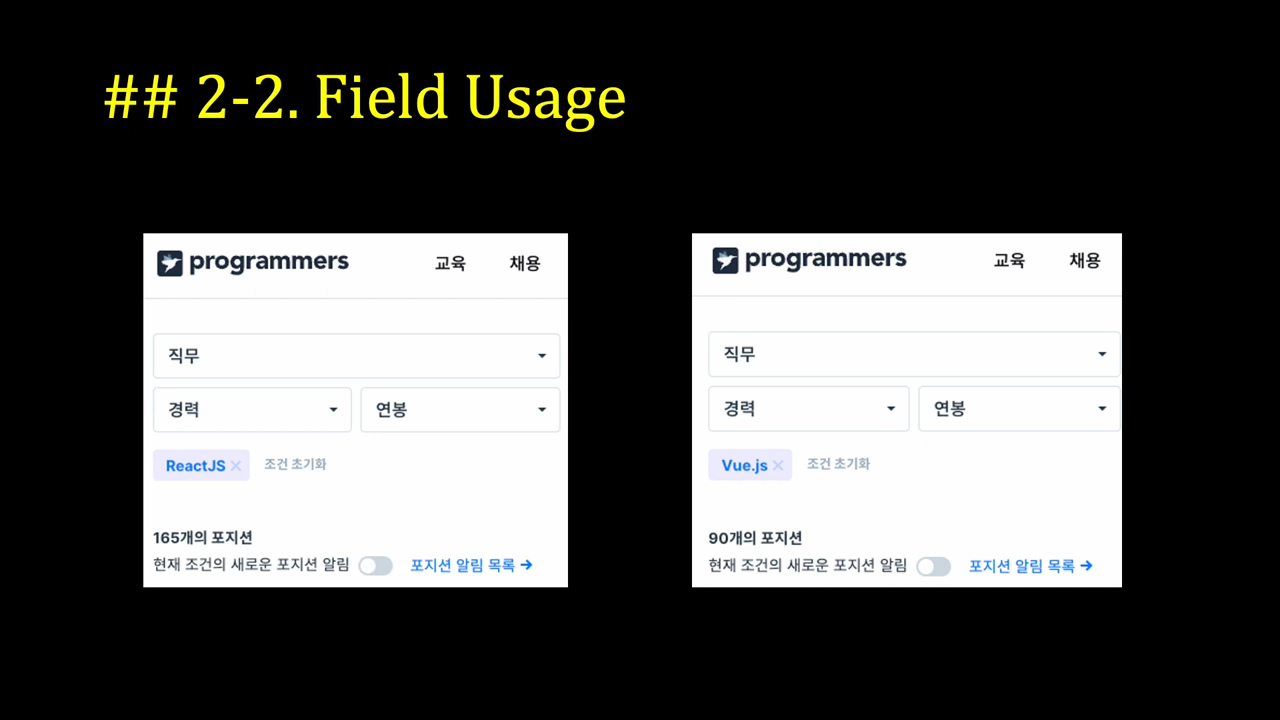 ## 2-2. Field Usage
programmers 교육 채용
직무
경력 연봉
ReactJS × 조건 초기화
165개의 포지션
현재 조건의 새로운 포지션 알림 포지션 알림 목록 →
programmers 교육 채용
직무
경력 연봉
Vue.js × 조건 초기화
90개의 포지션
현재 조건의 새로운 포지션 알림 포지션 알림 목록 →